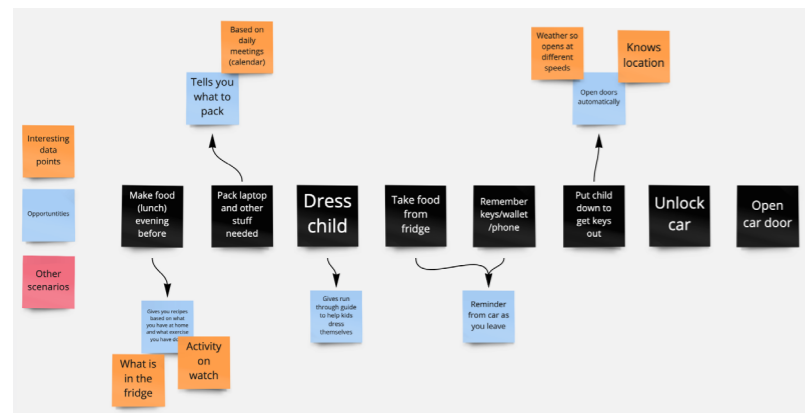 Based on
daily
meetings
(calendar)
Tells you
what to
pack
Weather so
opens at
different
speeds
Knows
location
Open doors
automatically
Interesting
data
points
Opportunities
Other
scenarios
Make food
(lunch)
evening
before
Pack laptop
and other
stuff
needed
Dress
child
Take food
from
fridge
Remember
keys/wallet
/phone
Put child
down to
get keys
out
Unlock
car
Open
car door
Gives you recipes
based on what
you have at home
and what exercise
you have
What is
in the
fridge
Activity
on
watch
Gives run
through guide
to help kids
dress
themselves
Reminder
from car as
you leave